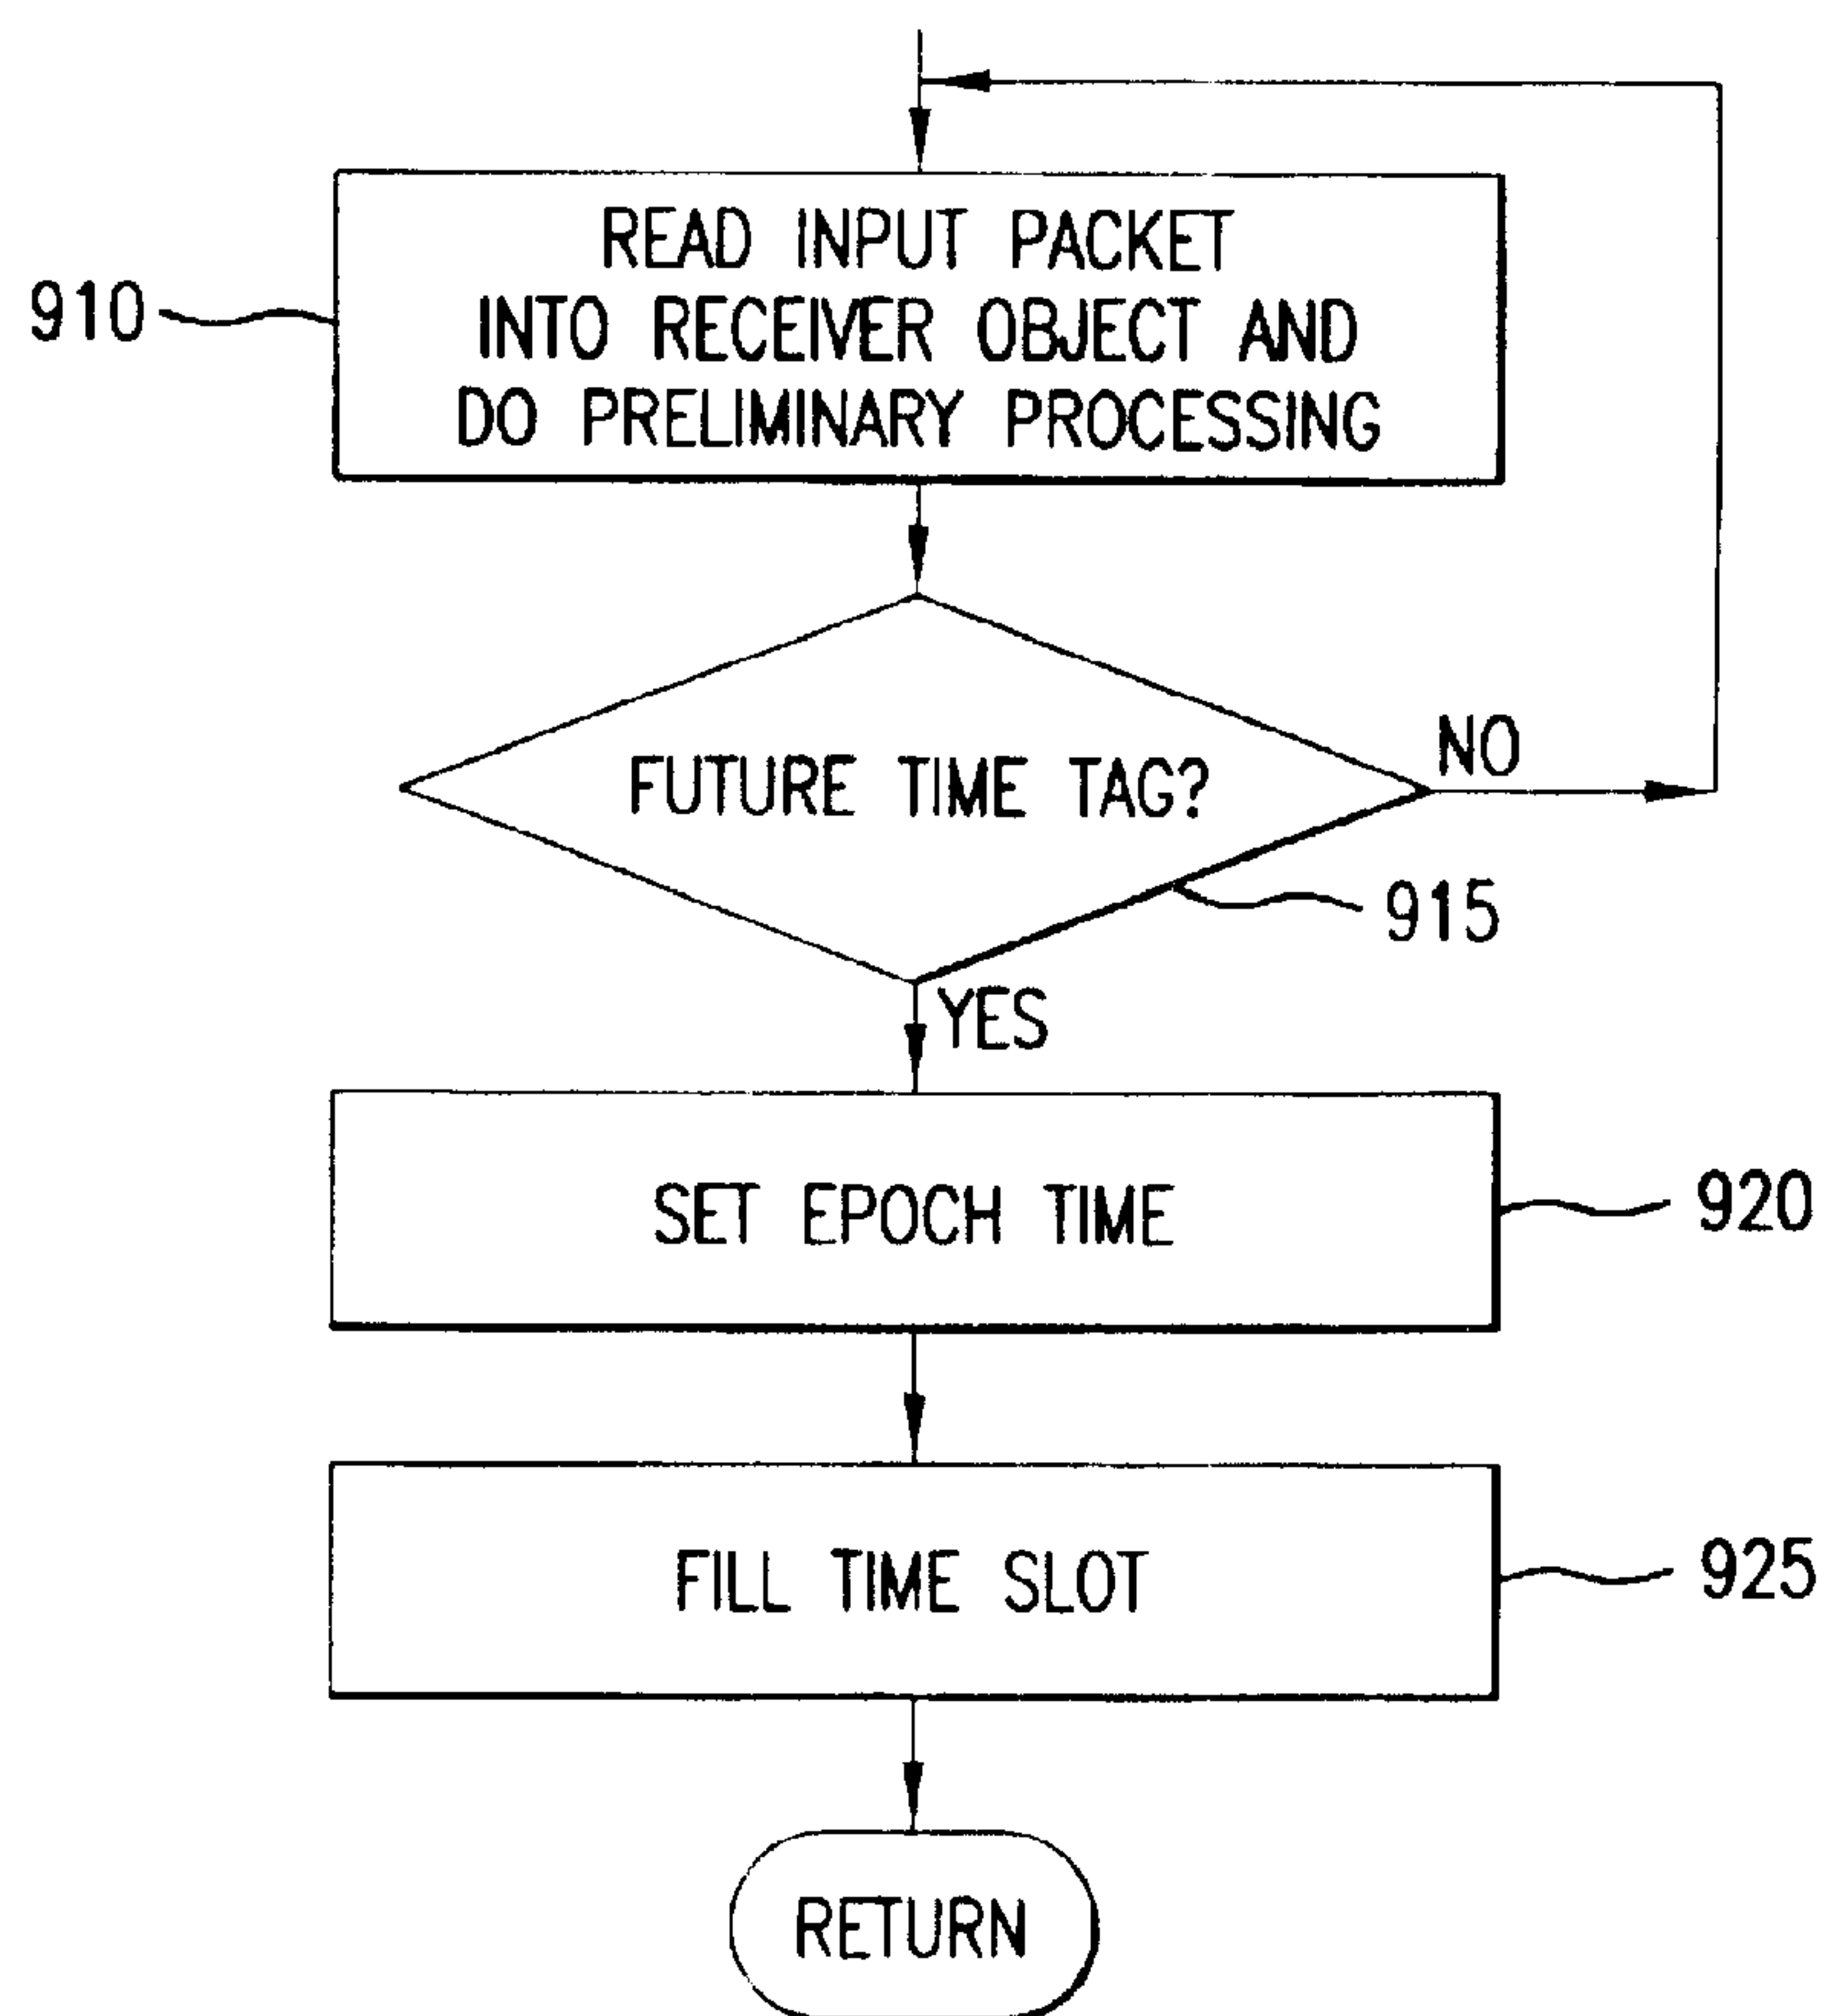 READ INPUT PACKET
910
INTO RECEIVER OBJECT AND
DO PRELIMINARY PROCESSING
NO
FUTURE TIME TAG?
915
YES
SET EPOCH TIME
920
FILL TIME SLOT
925
RETURN